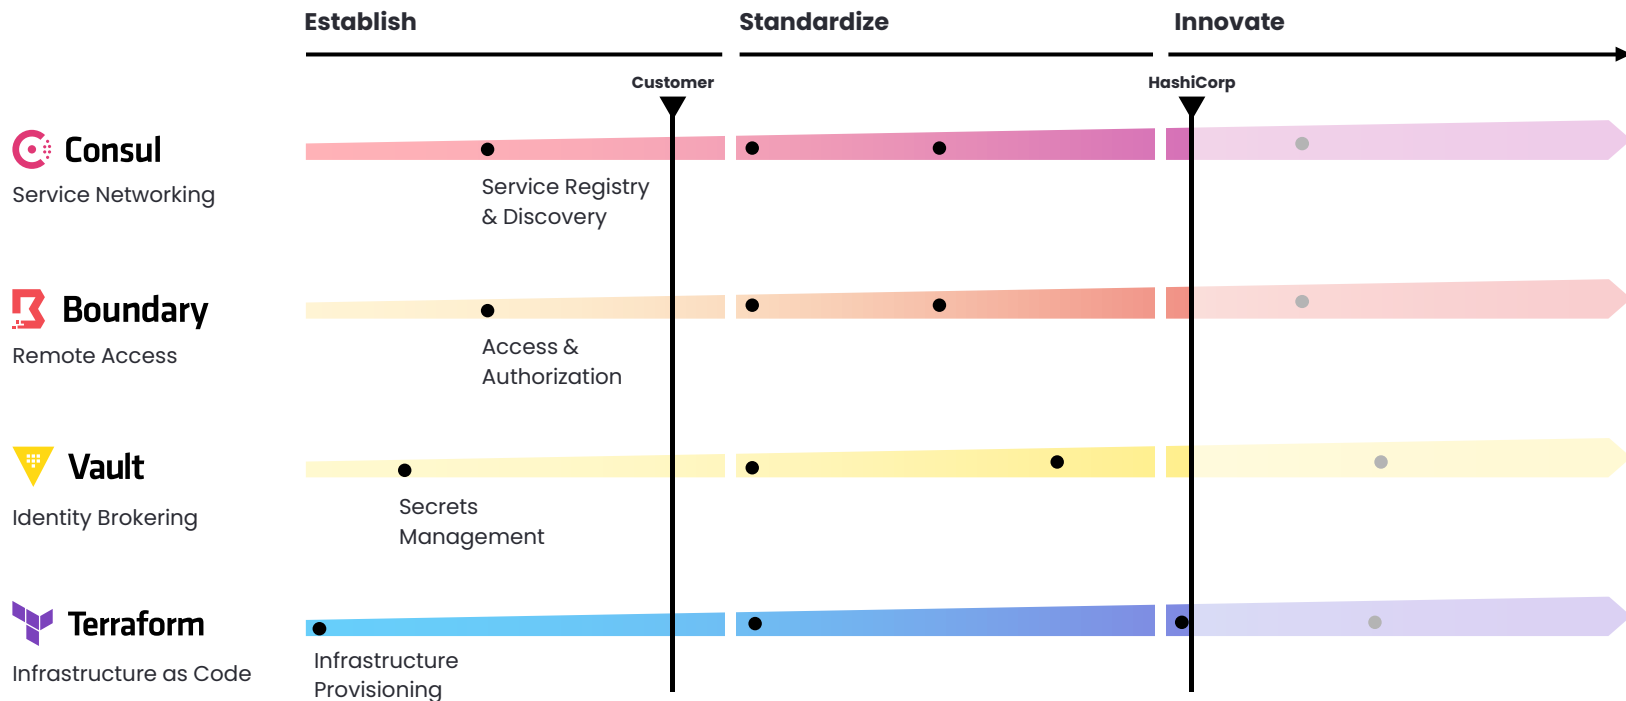 Establish
Standardize
Innovate
Customer
HashiCorp
Consul
Service Networking
Service Registry
& Discovery
Boundary
Remote Access
Access &
Authorization
Vault
Identity Brokering
Secrets
Management
Terraform
Infrastructure as Code
Infrastructure
Provisioning